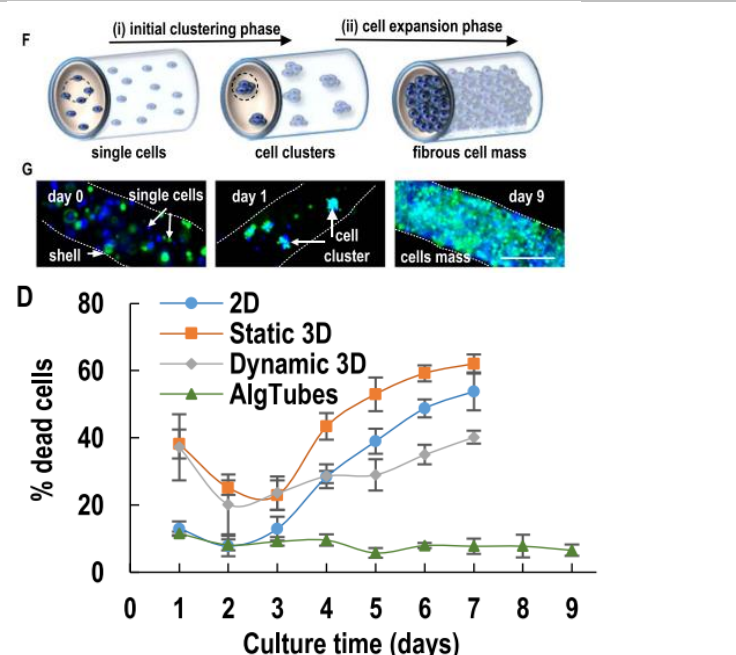 F
(i) initial clustering phase
(ii) cell expansion phase
single cells
cell clusters
fibrous cell mass
G
day 0
single cells
shell
day 1
cell
cluster
day 9
cells mass
D
2D
Static 3D
Dynamic 3D
AlgTubes
% dead cells
80
60
40
20
0
0 1 2 3 4 5 6 7 8 9
Culture time (days)